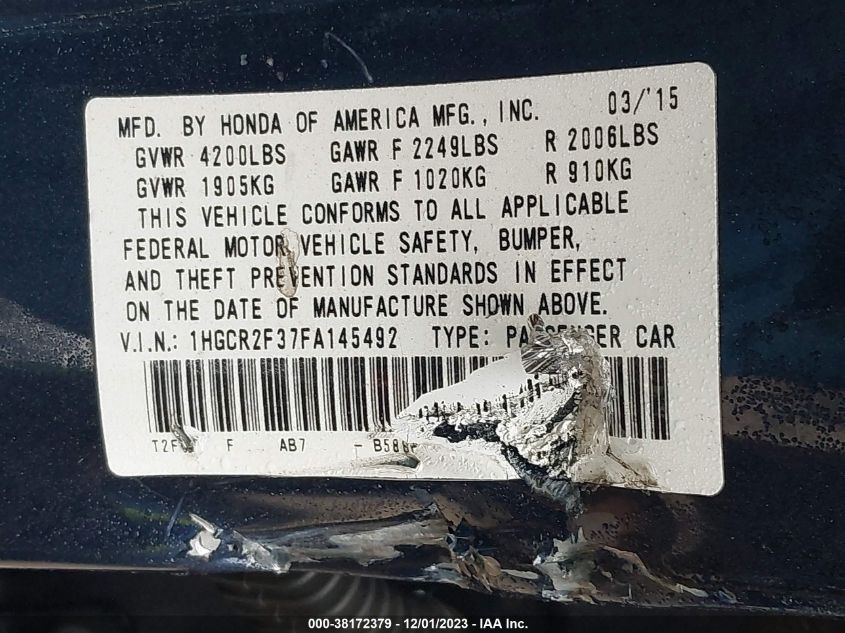 MFD. BY HONDA OF AMERICA MFG., INC. 03/'15
GVWR 4200LBS GAWR F 2249LBS R 2006LBS
GVWR 1905KG GAWR F 1020KG R 910KG
THIS VEHICLE CONFORMS TO ALL APPLICABLE
FEDERAL MOTOR VEHICLE SAFETY, BUMPER,
AND THEFT PREVENTION STANDARDS IN EFFECT
ON THE DATE OF MANUFACTURE SHOWN ABOVE.
V.I.N.: 1HGCR2F37FA145492 TYPE: PASSENGER CAR
F AB7
000-38172379 - 12/01/2023 - IAA Inc.